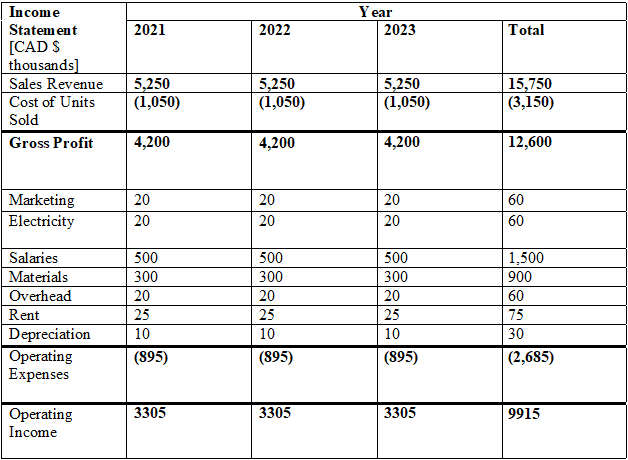 Income Statement [CAD $ thousands] Year
2021 2022 2023 Total
Sales Revenue 5,250 5,250 5,250 15,750
Cost of Units Sold (1,050) (1,050) (1,050) (3,150)
Gross Profit 4,200 4,200 4,200 12,600
Marketing 20 20 20 60
Electricity 20 20 20 60
Salaries 500 500 500 1,500
Materials 300 300 300 900
Overhead 20 20 20 60
Rent 25 25 25 75
Depreciation 10 10 10 30
Operating Expenses (895) (895) (895) (2,685)
Operating Income 3305 3305 3305 9915